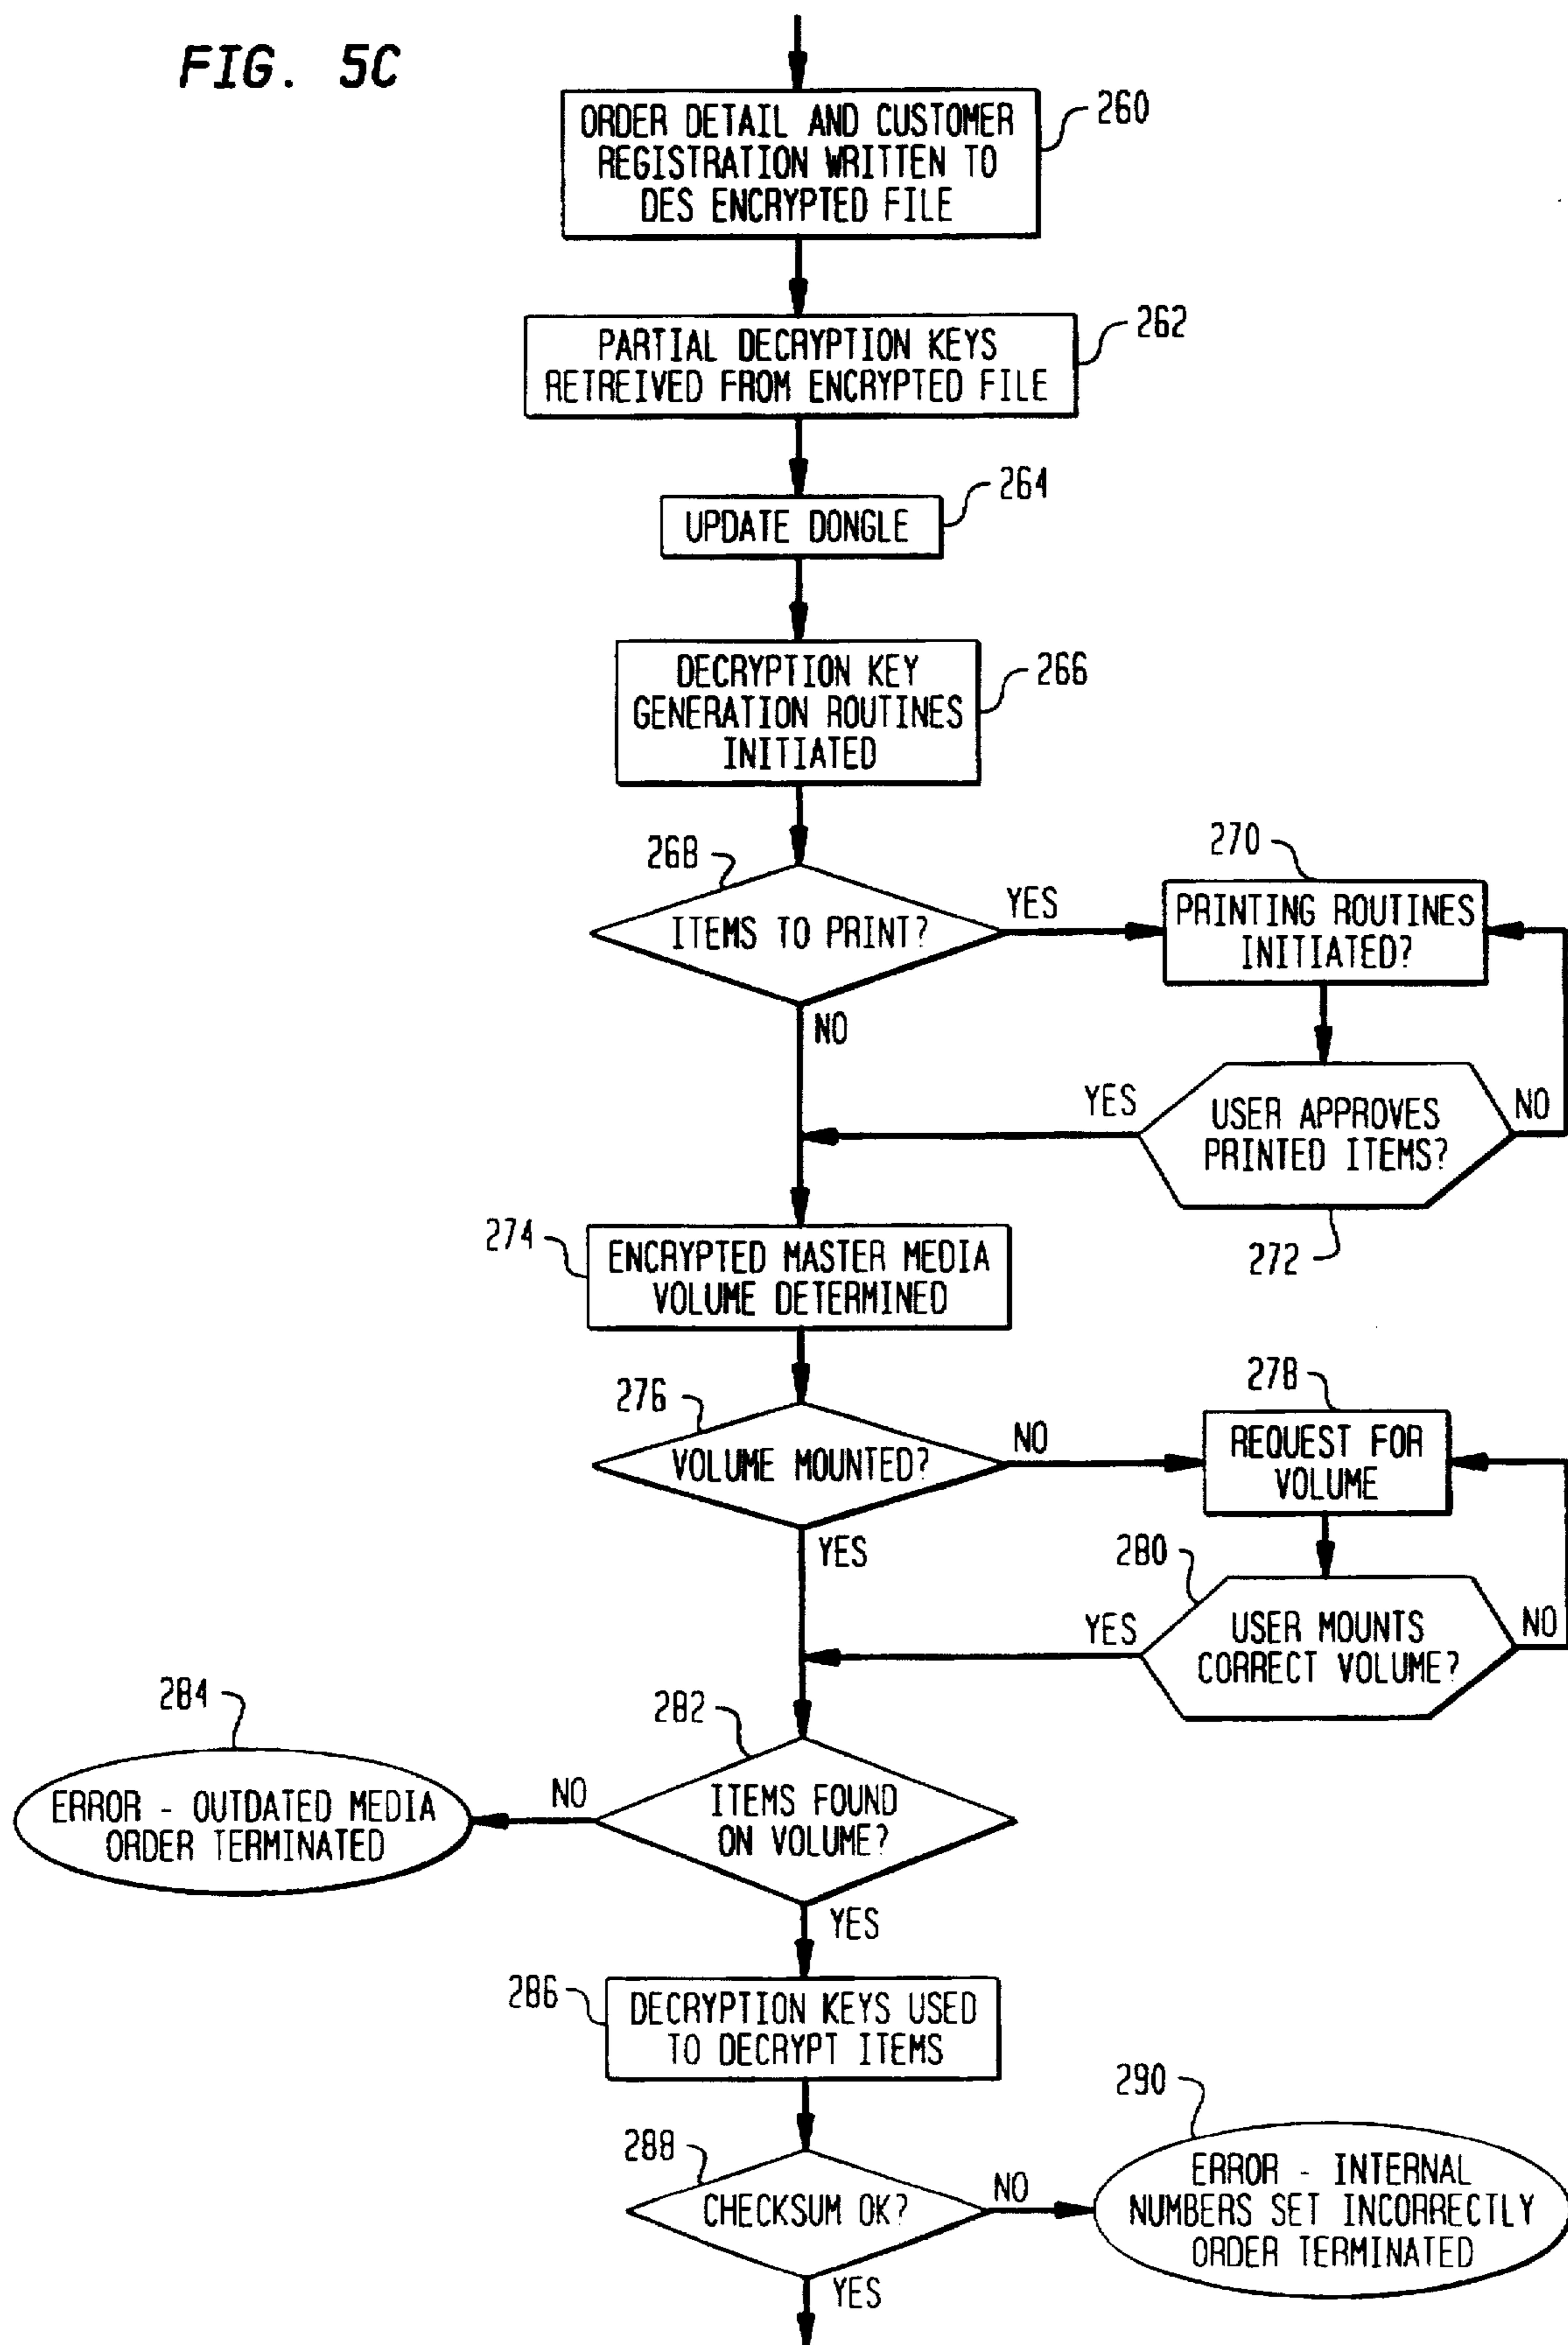 FIG. 5C
ORDER DETAIL AND CUSTOMER
REGISTRATION WRITTEN TO
DES ENCRYPTED FILE
260
PARTIAL DECRYPTION KEYS
RETREIVED FROM ENCRYPTED FILE
262
UPDATE DONGLE
264
DECRYPTION KEY
GENERATION ROUTINES
INITIATED
266
268
ITEMS TO PRINT?
YES
NO
270
PRINTING ROUTINES
INITIATED?
YES
USER APPROVES
PRINTED ITEMS?
NO
272
274
ENCRYPTED MASTER MEDIA
VOLUME DETERMINED
276
VOLUME MOUNTED?
NO
YES
278
REQUEST FOR
VOLUME
280
YES
USER MOUNTS
CORRECT VOLUME?
NO
282
ITEMS FOUND
ON VOLUME?
NO
YES
284
ERROR - OUTDATED MEDIA
ORDER TERMINATED
286
DECRYPTION KEYS USED
TO DECRYPT ITEMS
288
CHECKSUM OK?
NO
YES
290
ERROR - INTERNAL
NUMBERS SET INCORRECTLY
ORDER TERMINATED